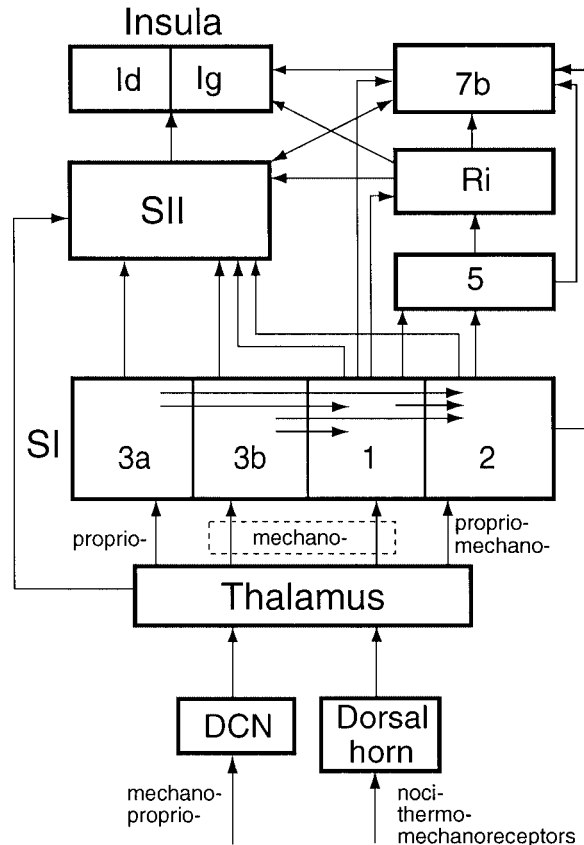 Insula
Id
Ig
7b
SII
Ri
5
SI
3a
3b
1
2
proprio-
mechano-
proprio-
mechano-
Thalamus
DCN
Dorsal
horn
mechano-
proprio-
noci-
thermo-
mechanoreceptors